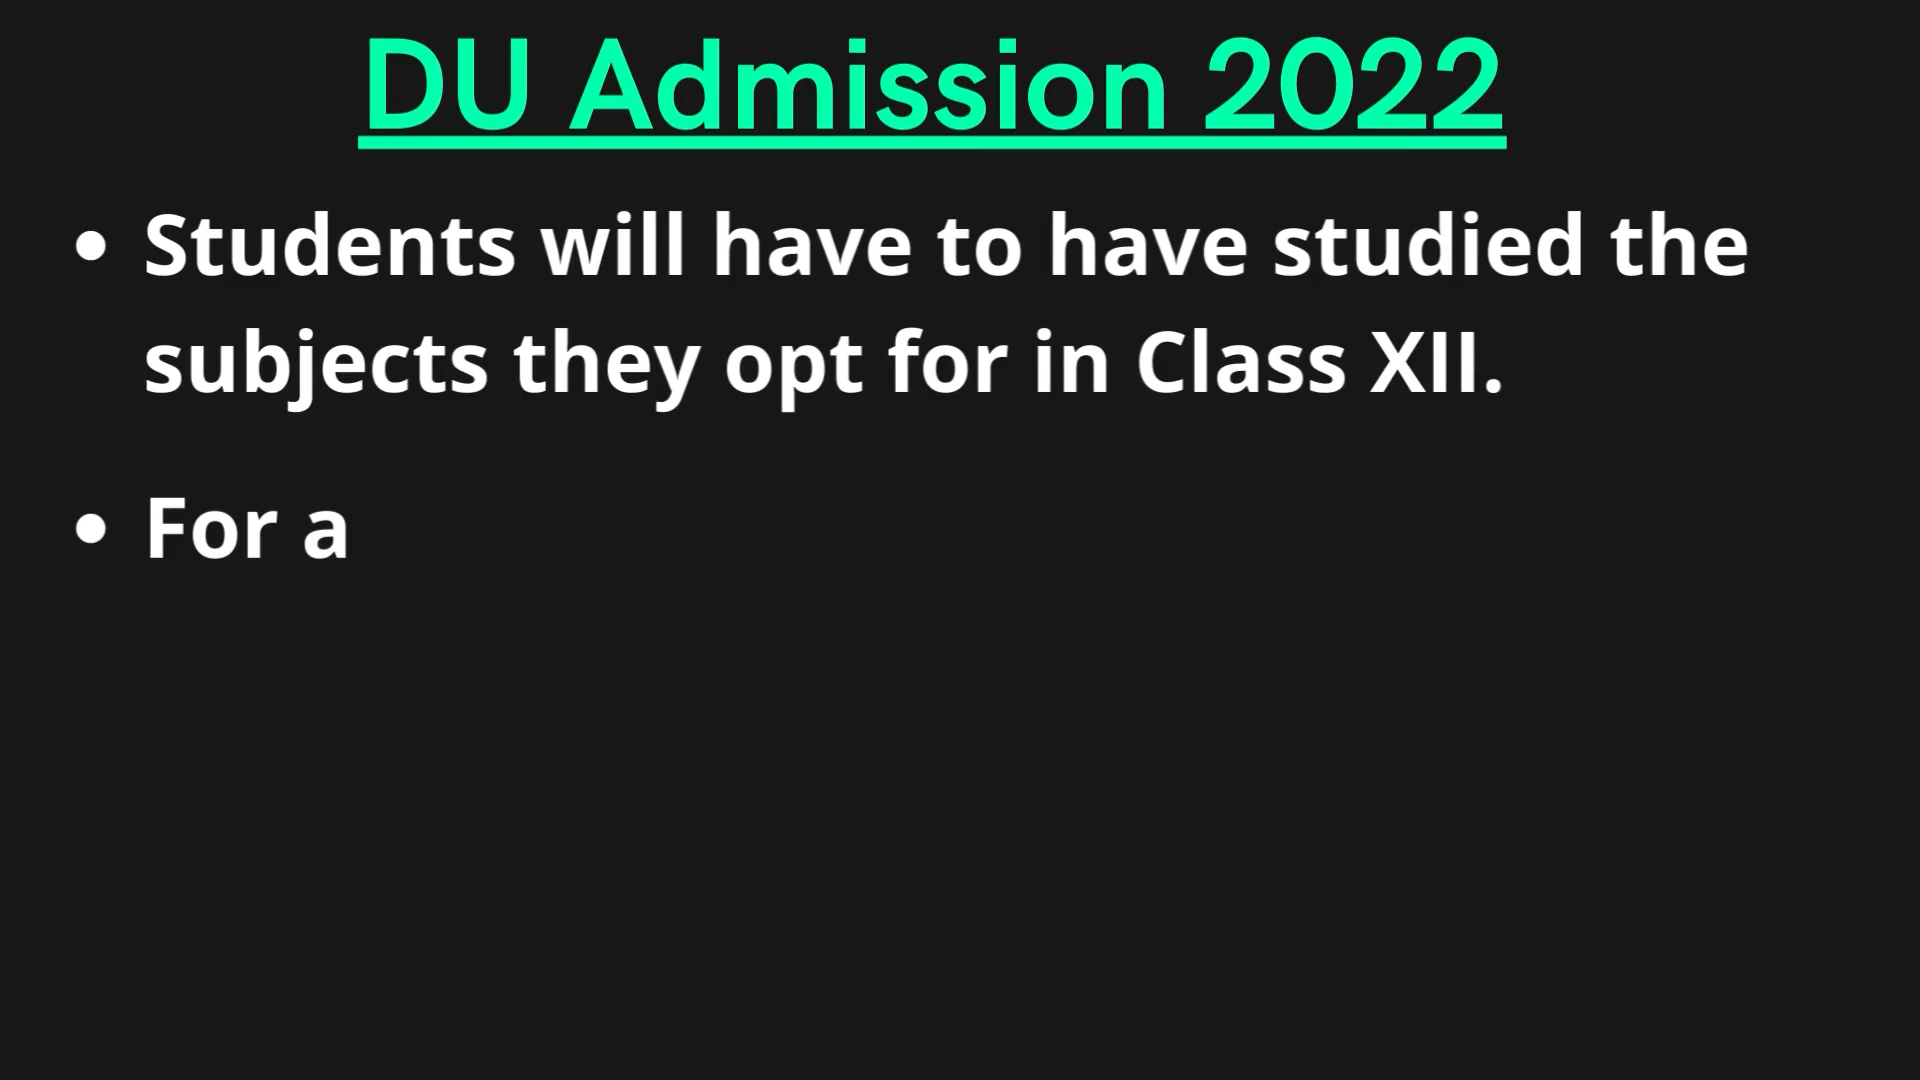 DU Admission 2022
• Students will have to have studied the
subjects they opt for in Class XII.
• For a